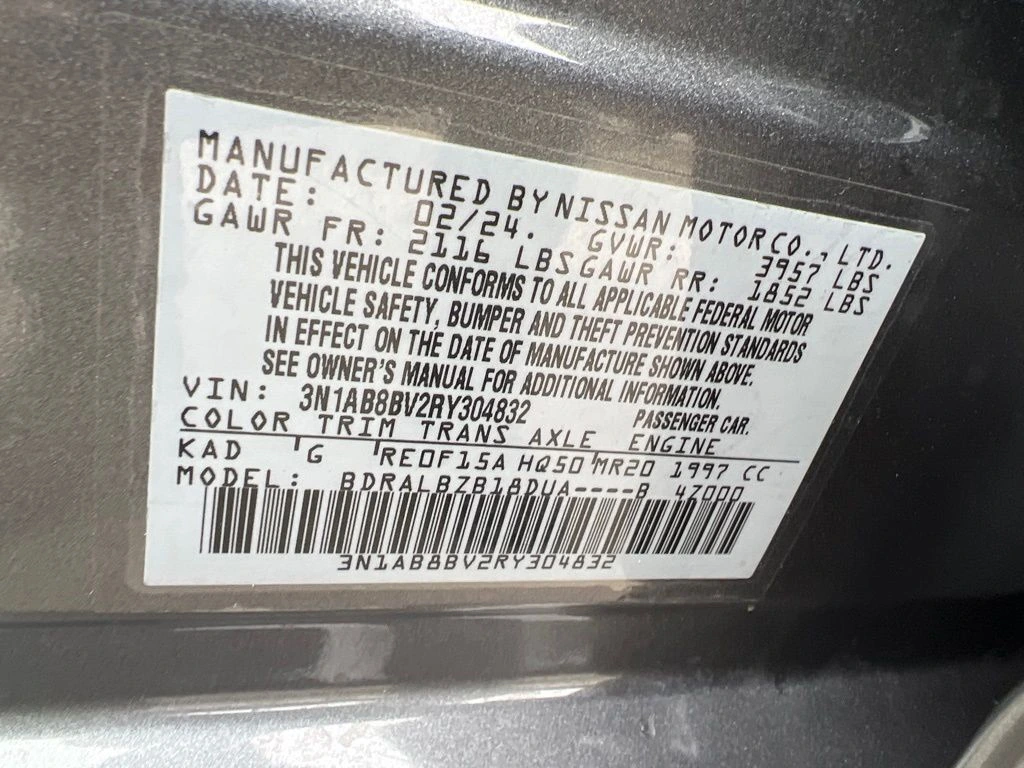 MANUFACTURED BY NISSAN MOTOR CO., LTD.
DATE: 02/24. GVWR: 3957 LBS
GAWR FR: 2116 LBS GAWR RR: 1852 LBS
THIS VEHICLE CONFORMS TO ALL APPLICABLE FEDERAL MOTOR
VEHICLE SAFETY, BUMPER AND THEFT PREVENTION STANDARDS
IN EFFECT ON THE DATE OF MANUFACTURE SHOWN ABOVE.
SEE OWNER'S MANUAL FOR ADDITIONAL INFORMATION.
VIN: 3N1AB8BV2RY304832 PASSENGER CAR.
COLOR TRIM TRANS AXLE ENGINE
KAD G RE0F15A HQ50 MR20 1997 CC
MODEL: BDRALBZB18DUA----B 47000
3N1AB8BV2RY304832